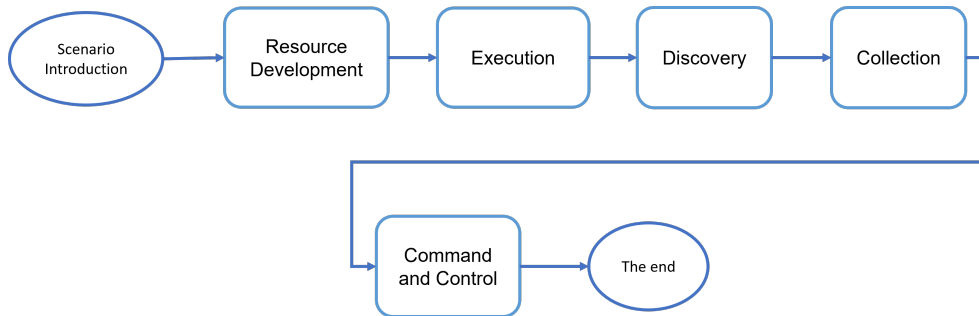 Scenario
Introduction
Resource
Development
Execution
Discovery
Collection
Command
and Control
The end